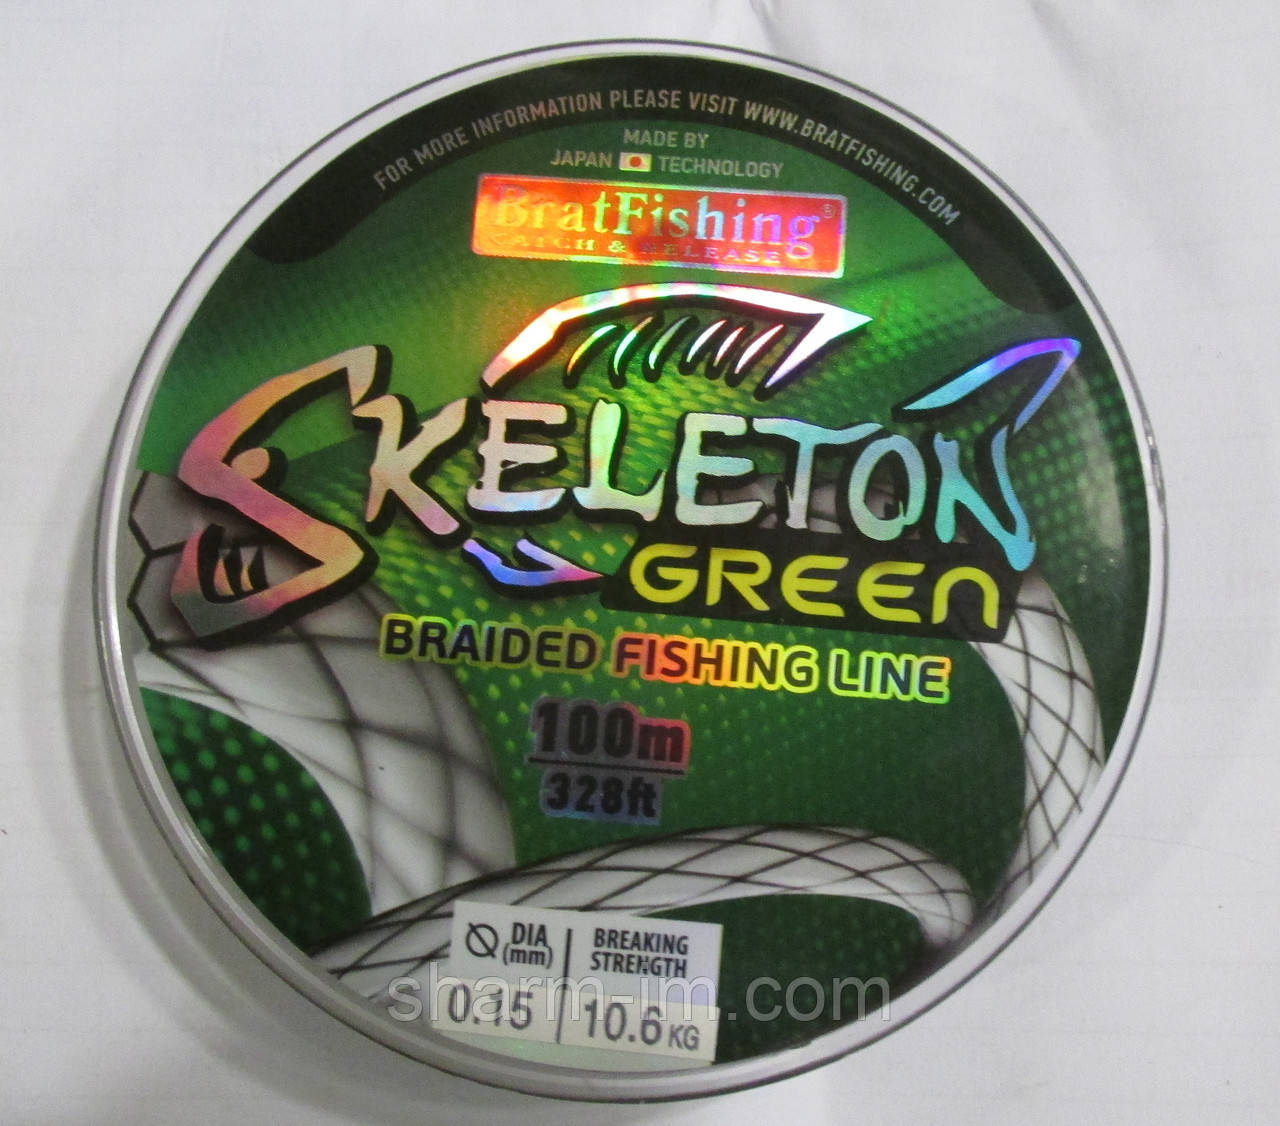 FOR MORE INFORMATION PLEASE VISIT WWW.BRATFISHING.COM
MADE BY
JAPAN TECHNOLOGY
BratFishing®
CATCH & RELEASE
SKELETON
GREEN
BRAIDED FISHING LINE
100m
328ft
DIA
(mm)
BREAKING
STRENGTH
sharm-im.com
0.15
10.6 KG